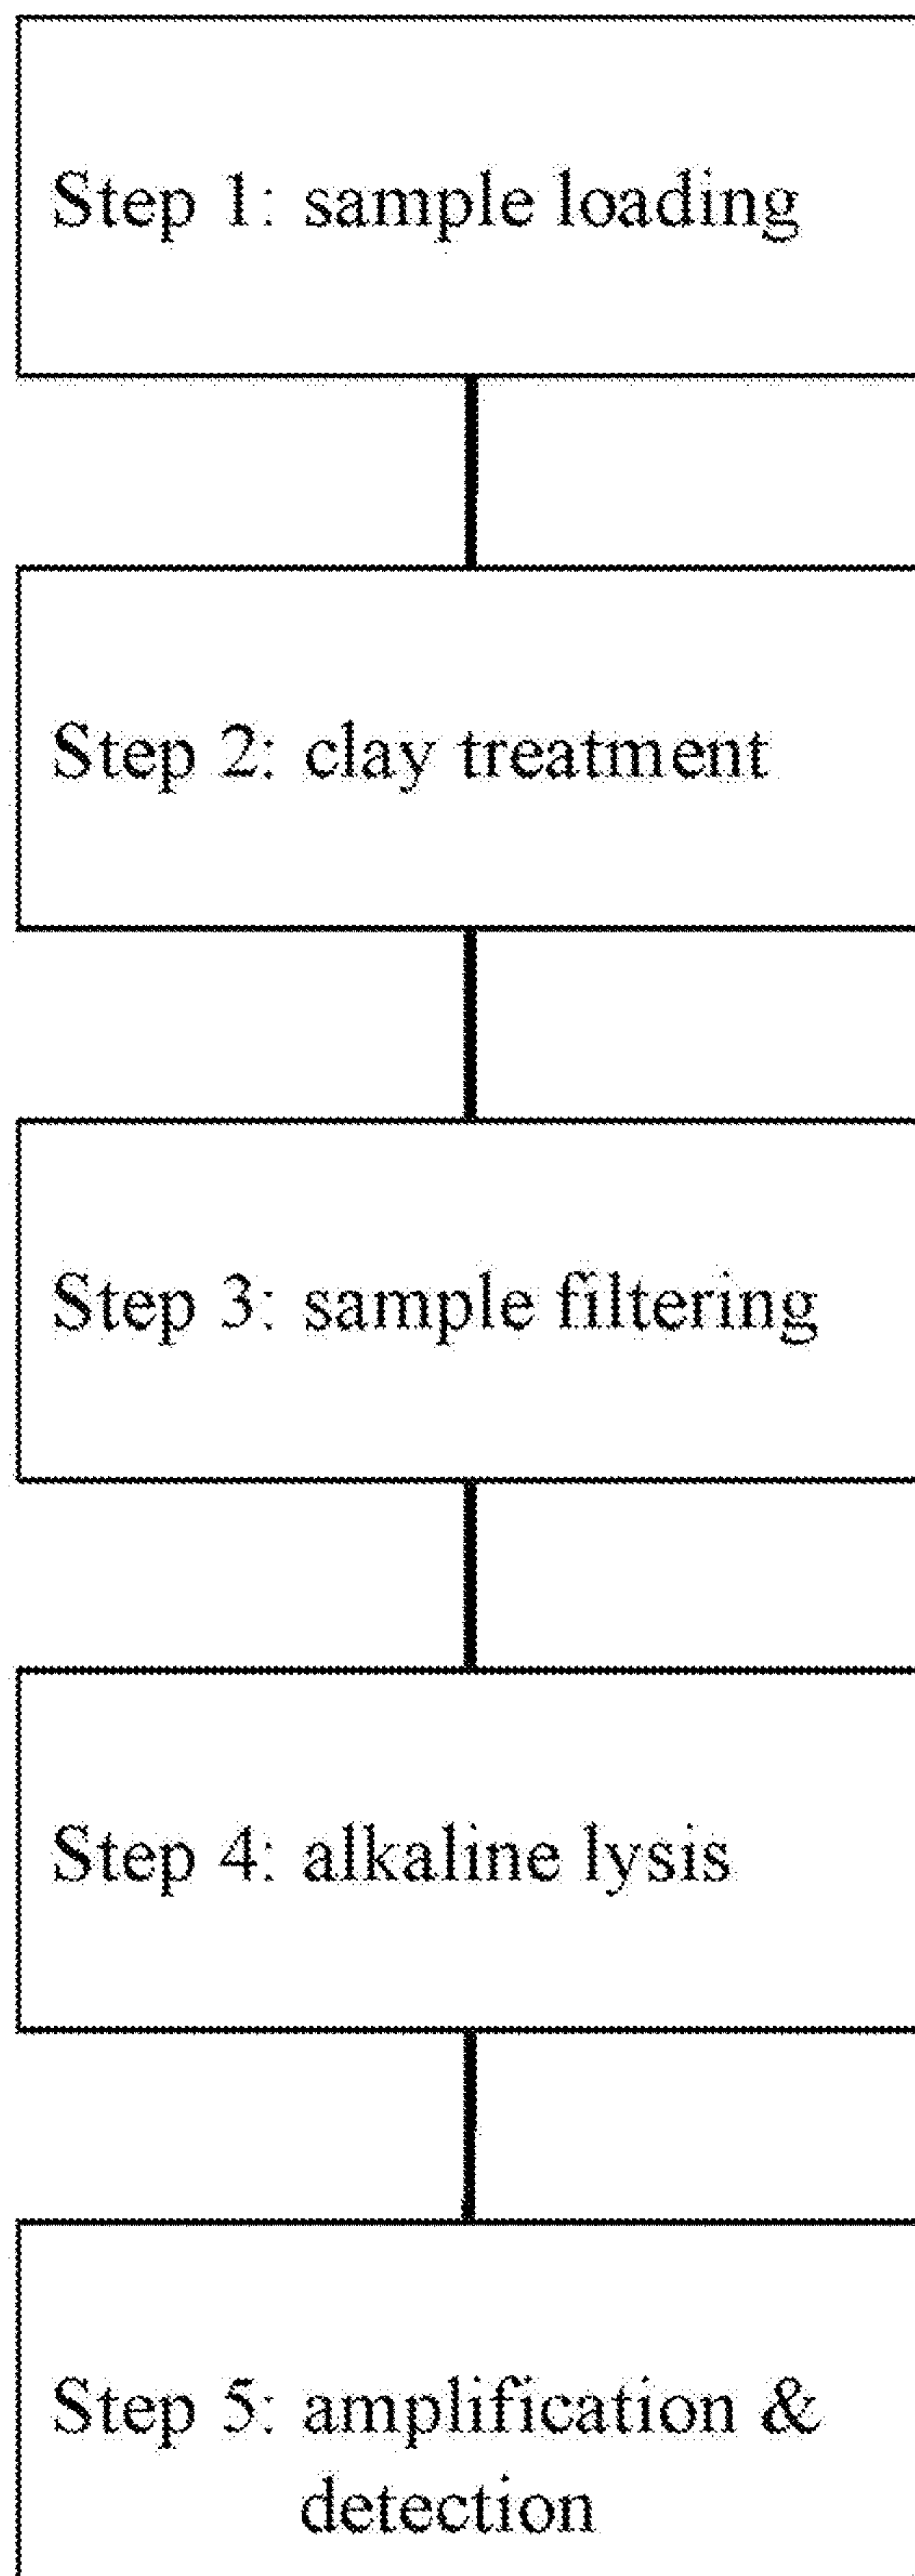 Step 1: sample loading
Step 2: clay treatment
Step 3: sample filtering
Step 4: alkaline lysis
Step 5: amplification &
detection